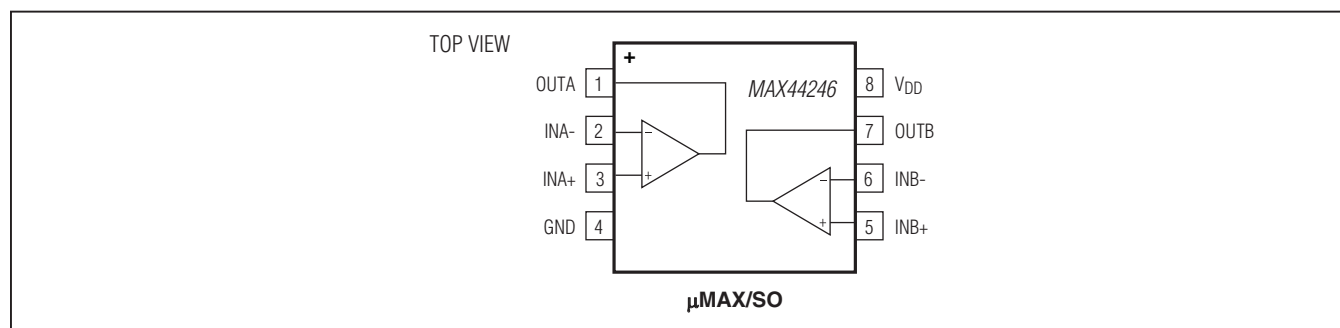 TOP VIEW
+
MAX44246
OUTA 1
INA- 2
INA+ 3
GND 4
8 VDD
7 OUTB
6 INB-
5 INB+
−
+
−
+
µMAX/SO